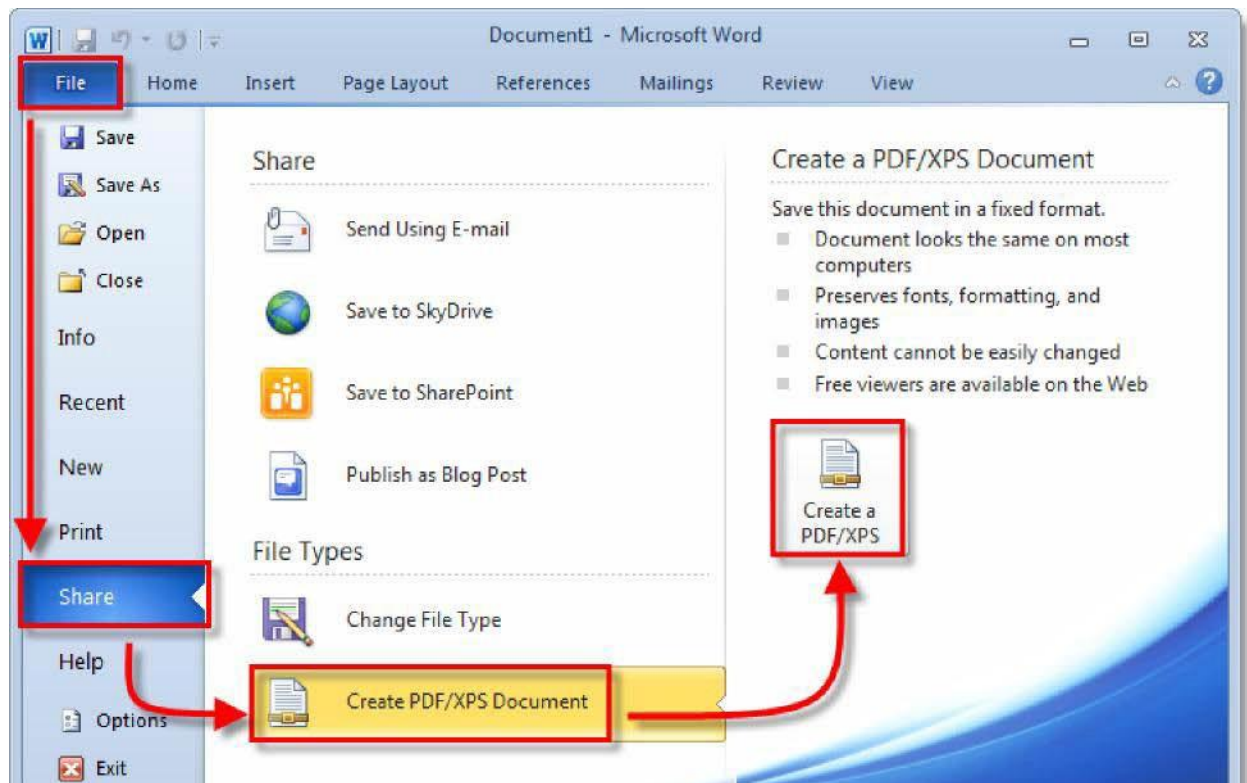 Document1 - Microsoft Word
File Home Insert Page Layout References Mailings Review View
Save
Save As
Open
Close
Info
Recent
New
Print
Share
Help
Options
Exit
Share
Send Using E-mail
Save to SkyDrive
Save to SharePoint
Publish as Blog Post
File Types
Change File Type
Create PDF/XPS Document
Create a PDF/XPS Document
Save this document in a fixed format.
Document looks the same on most
computers
Preserves fonts, formatting, and
images
Content cannot be easily changed
Free viewers are available on the Web
Create a
PDF/XPS